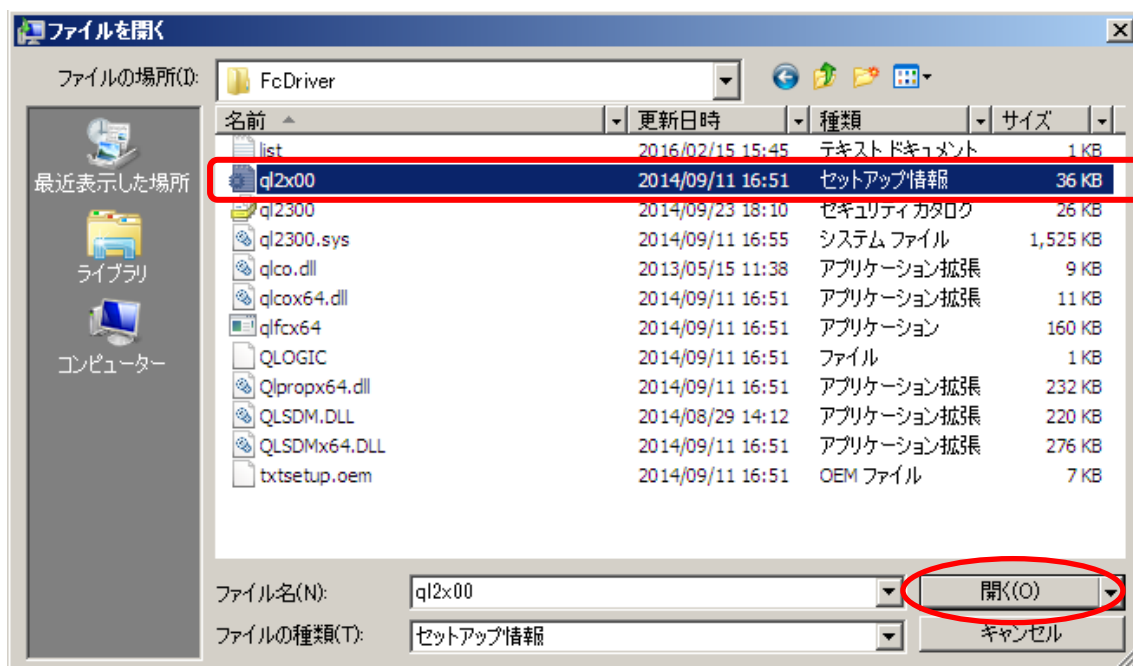 ファイルを開く
ファイルの場所(I): FcDriver
名前 更新日時 種類 サイズ
list 2016/02/15 15:45 テキスト ドキュメント 1 KB
ql2x00 2014/09/11 16:51 セットアップ情報 36 KB
ql2300 2014/09/23 18:10 セキュリティ カタログ 26 KB
ql2300.sys 2014/09/11 16:55 システム ファイル 1,525 KB
qlco.dll 2013/05/15 11:38 アプリケーション拡張 9 KB
qlcox64.dll 2014/09/11 16:51 アプリケーション拡張 11 KB
qlfcx64 2014/09/11 16:51 アプリケーション 160 KB
QLOGIC 2014/09/11 16:51 ファイル 1 KB
Qlpropx64.dll 2014/09/11 16:51 アプリケーション拡張 232 KB
QLSDM.DLL 2014/08/29 14:12 アプリケーション拡張 220 KB
QLSDMx64.DLL 2014/09/11 16:51 アプリケーション拡張 276 KB
txtsetup.oem 2014/09/11 16:51 OEM ファイル 7 KB
最近表示した場所
ライブラリ
コンピューター
ファイル名(N): ql2x00 開く(O)
ファイルの種類(T): セットアップ情報 キャンセル